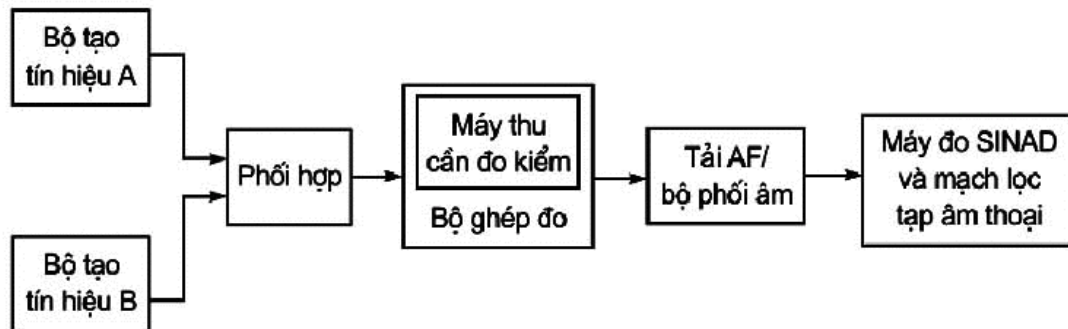 Bộ tạo
tín hiệu A
Bộ tạo
tín hiệu B
Phối hợp
Máy thu
cần đo kiểm
Bộ ghép đo
Tải AF/
bộ phối âm
Máy đo SINAD
và mạch lọc
tạp âm thoại